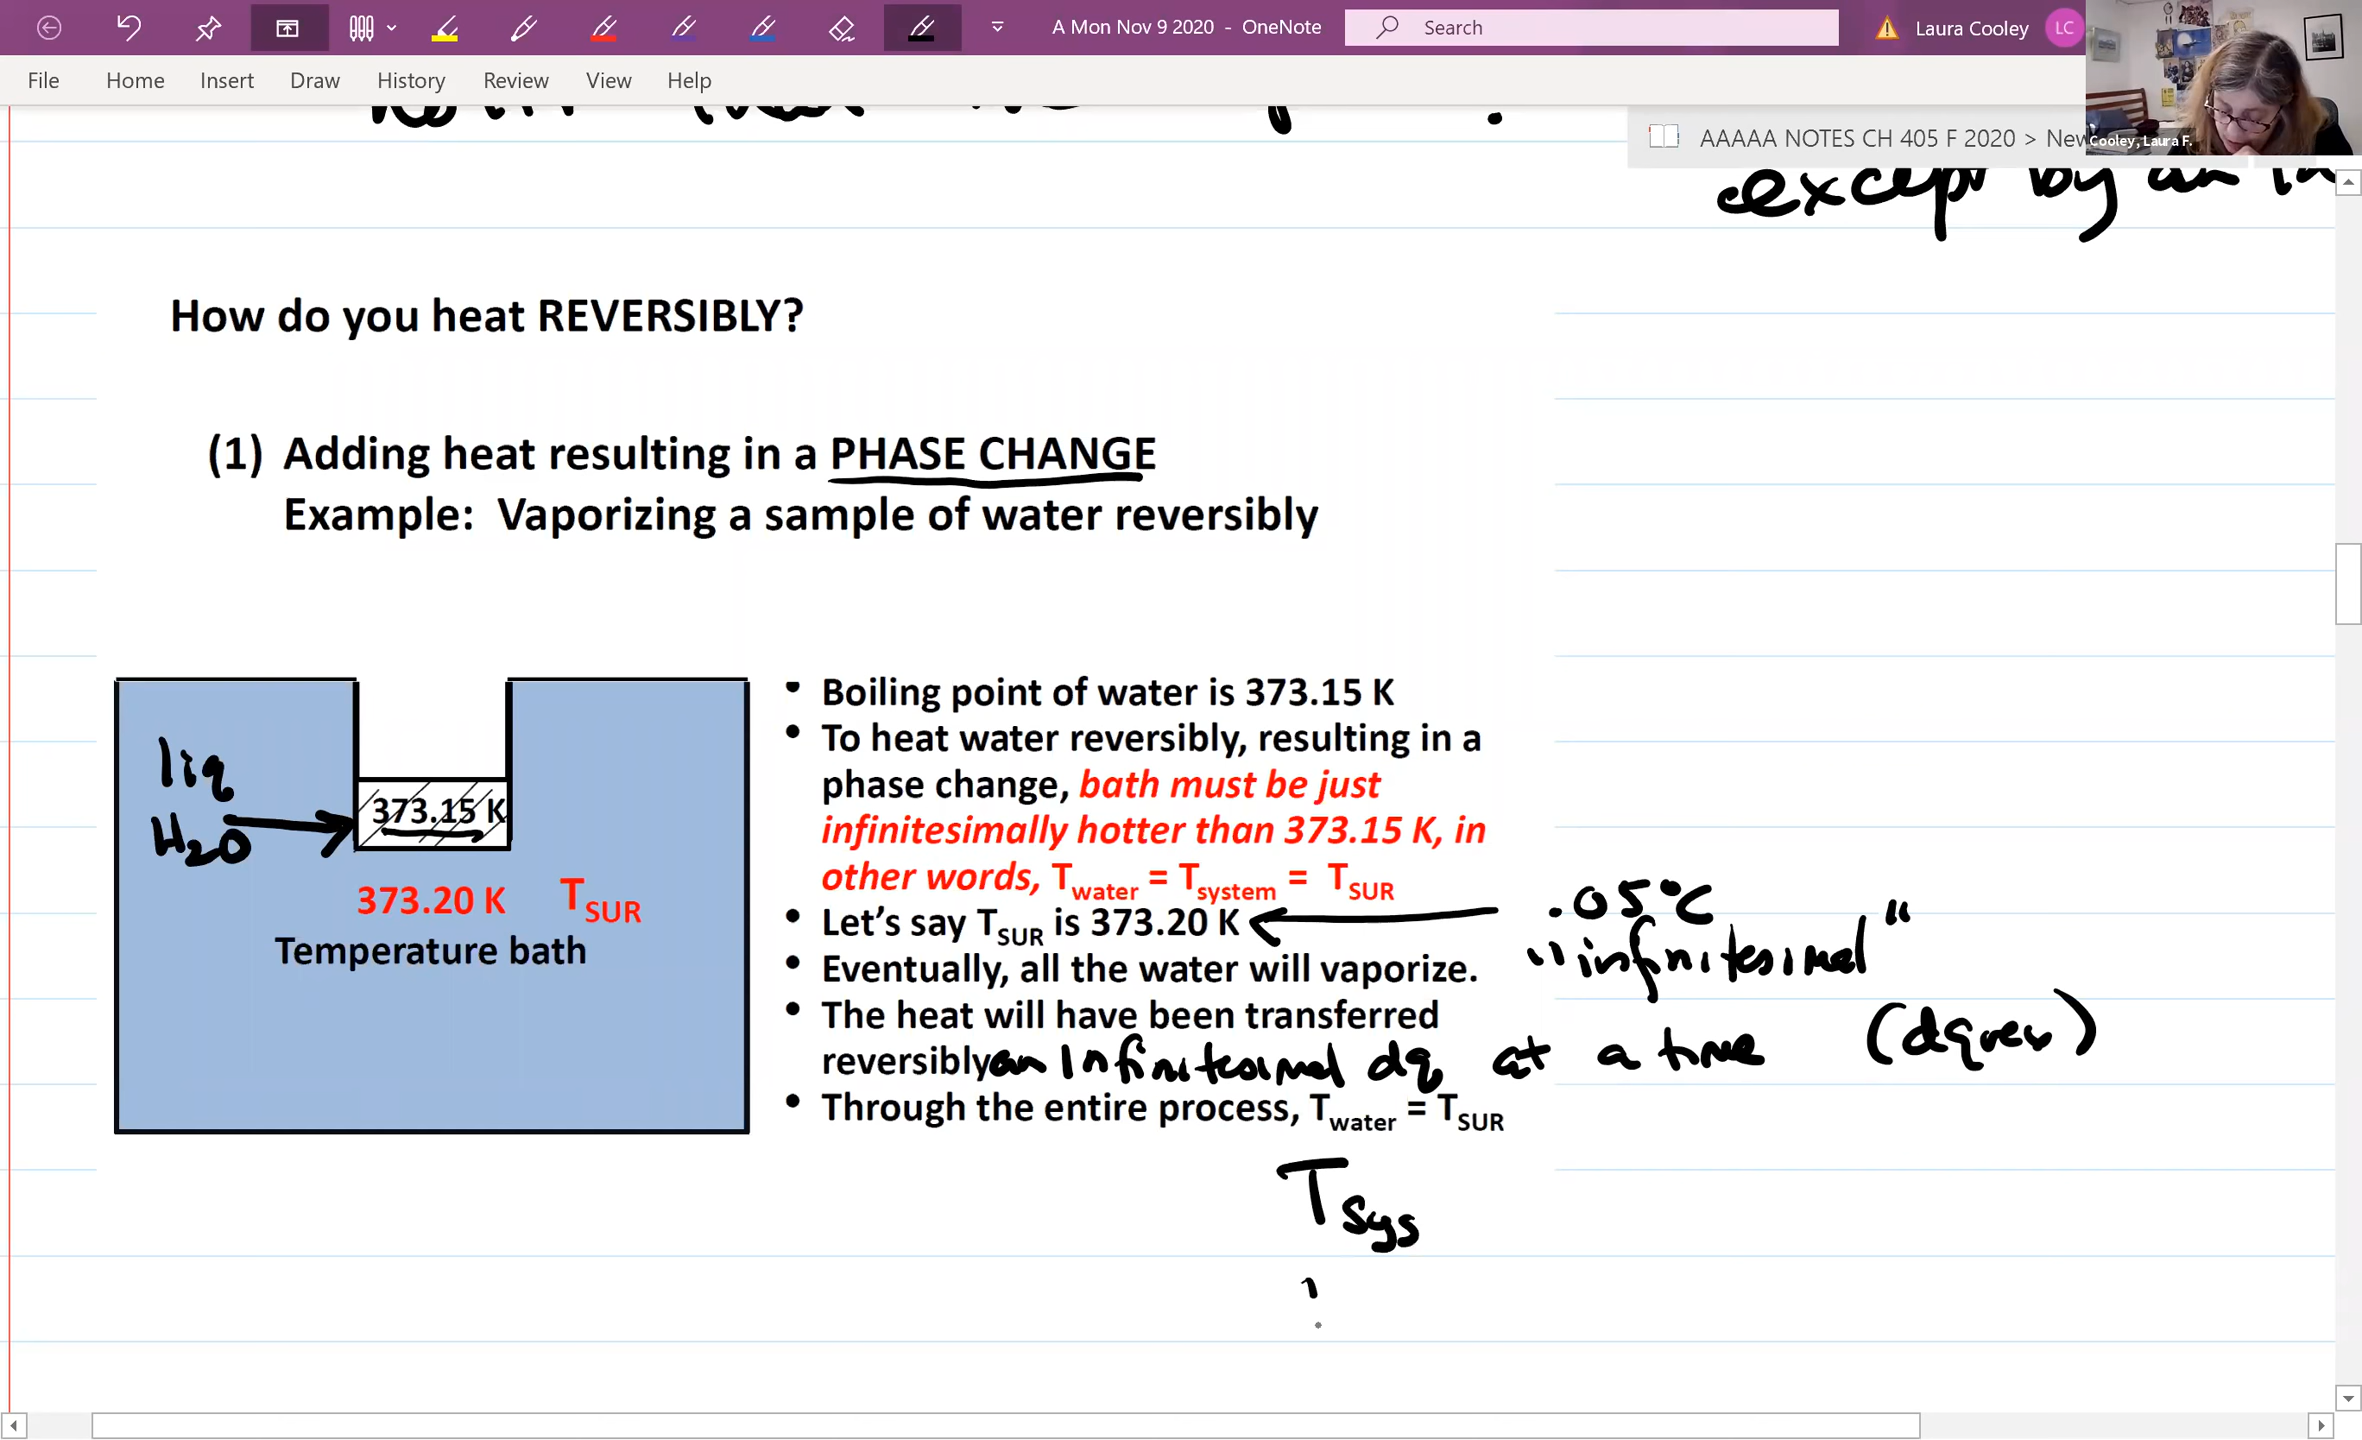 A Mon Nov 9 2020 - OneNote
Search
Laura Cooley
LC
File Home Insert Draw History Review View Help
Cooley, Laura F.
AAAAA NOTES CH 405 F 2020 > New
except by an
How do you heat REVERSIBLY?
(1) Adding heat resulting in a PHASE CHANGE
Example: Vaporizing a sample of water reversibly
liq
H2O
373.15 K
373.20 K TSUR
Temperature bath
• Boiling point of water is 373.15 K
• To heat water reversibly, resulting in a
phase change, bath must be just
infinitesimally hotter than 373.15 K, in
other words, Twater = Tsystem = TSUR
• Let's say TSUR is 373.20 K
.05°C
"infinitesimal"
• Eventually, all the water will vaporize.
• The heat will have been transferred
reversibly an infinitesimal dq at a time (dqrev)
• Through the entire process, Twater = TSUR
Tsys